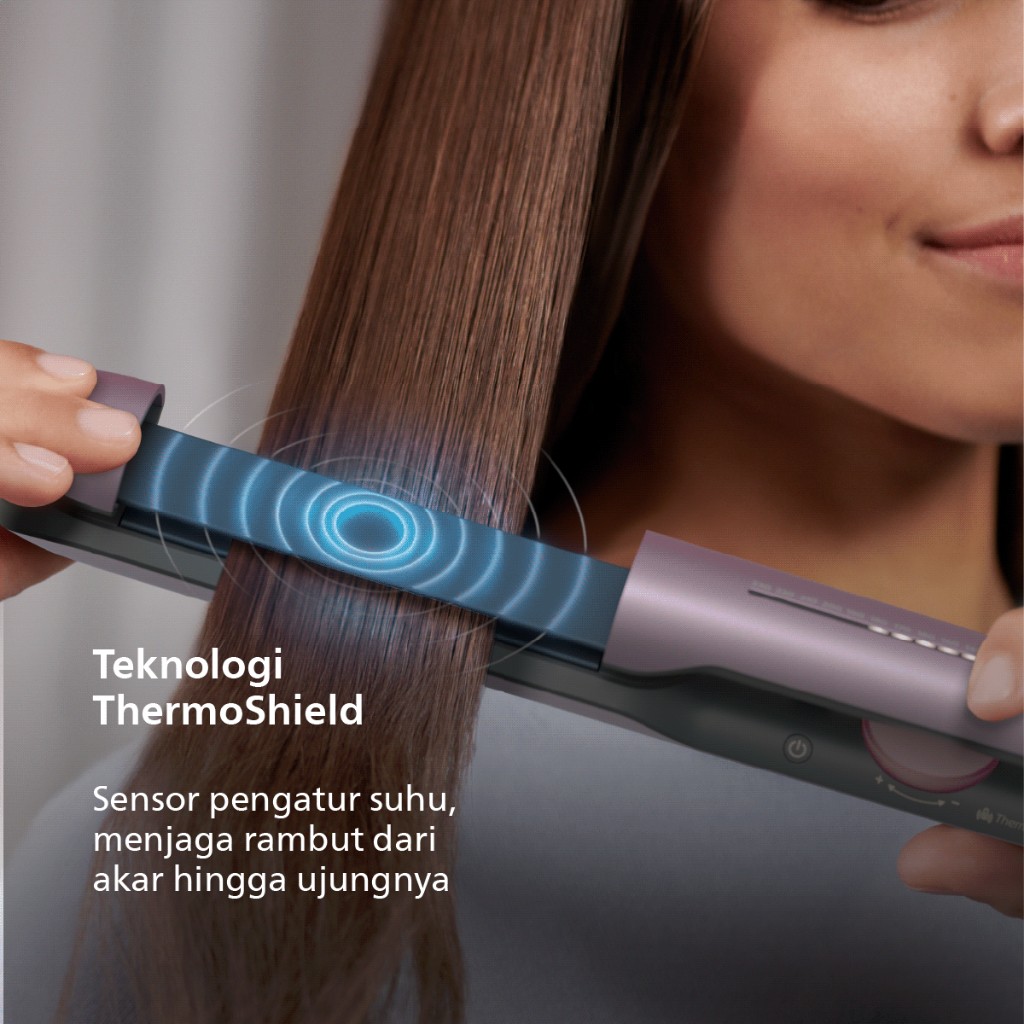 Teknologi
ThermoShield
Sensor pengatur suhu,
menjaga rambut dari
akar hingga ujungnya